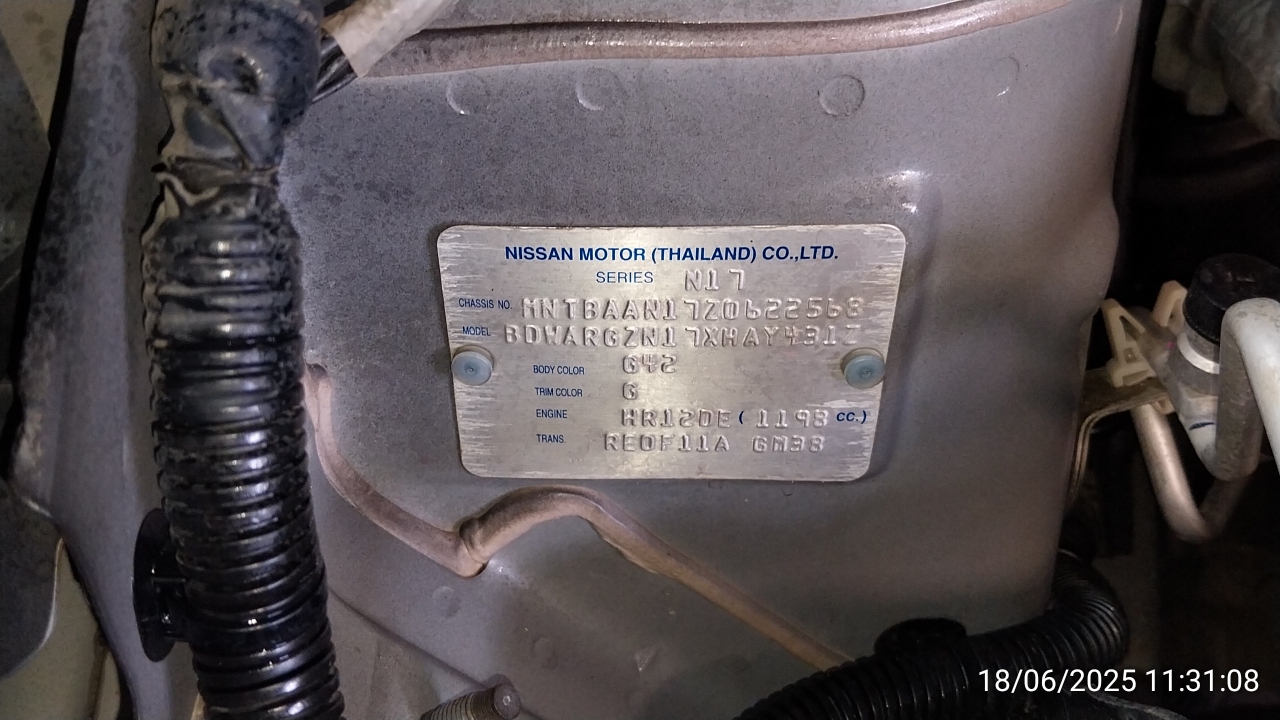 NISSAN MOTOR (THAILAND) CO.,LTD.
SERIES N17
CHASSIS NO. MNTBAAN17Z0622568
MODEL BDWARGZN17XHAY431Z
BODY COLOR G42
TRIM COLOR G
ENGINE HR12DE ( 1198 cc.)
TRANS. RE0F11A GM38
18/06/2025 11:31:08